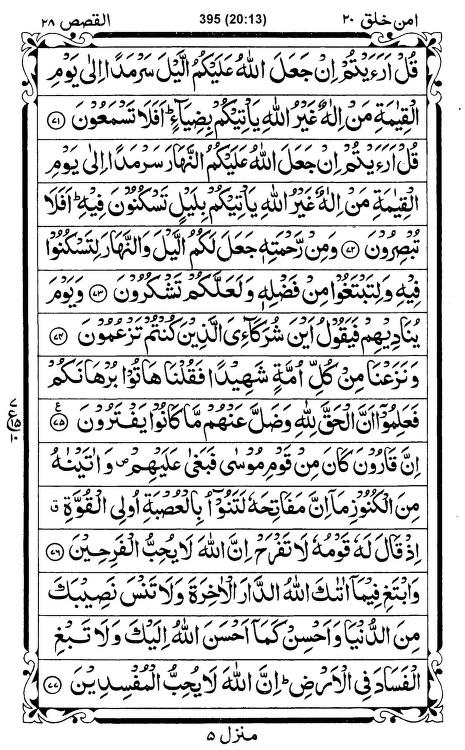 امن خلق ٢٠ 395 (20:13) القصص ٢٨
قُلْ اَرَءَيْتُمْ اِنْ جَعَلَ اللّٰهُ عَلَيْكُمُ الَّيْلَ سَرْمَدًا اِلٰى يَوْمِ
الْقِيٰمَةِ مَنْ اِلٰهٌ غَيْرُ اللّٰهِ يَاْتِيْكُمْ بِضِيَآءٍ ؕ اَفَلَا تَسْمَعُوْنَ ﴿٧١﴾
قُلْ اَرَءَيْتُمْ اِنْ جَعَلَ اللّٰهُ عَلَيْكُمُ النَّهَارَ سَرْمَدًا اِلٰى يَوْمِ
الْقِيٰمَةِ مَنْ اِلٰهٌ غَيْرُ اللّٰهِ يَاْتِيْكُمْ بِلَيْلٍ تَسْكُنُوْنَ فِيْهِ ؕ اَفَلَا
تُبْصِرُوْنَ ﴿٧٢﴾ وَمِنْ رَّحْمَتِهٖ جَعَلَ لَكُمُ الَّيْلَ وَالنَّهَارَ لِتَسْكُنُوْا
فِيْهِ وَلِتَبْتَغُوْا مِنْ فَضْلِهٖ وَلَعَلَّكُمْ تَشْكُرُوْنَ ﴿٧٣﴾ وَيَوْمَ
يُنَادِيْهِمْ فَيَقُوْلُ اَيْنَ شُرَكَآءِىَ الَّذِيْنَ كُنْتُمْ تَزْعُمُوْنَ ﴿٧٤﴾
وَنَزَعْنَا مِنْ كُلِّ اُمَّةٍ شَهِيْدًا فَقُلْنَا هَاتُوْا بُرْهَانَكُمْ
فَعَلِمُوْۤا اَنَّ الْحَقَّ لِلّٰهِ وَضَلَّ عَنْهُمْ مَّا كَانُوْا يَفْتَرُوْنَ ﴿٧٥﴾ ع
اِنَّ قَارُوْنَ كَانَ مِنْ قَوْمِ مُوْسٰى فَبَغٰى عَلَيْهِمْ ص وَاٰتَيْنٰهُ
مِنَ الْكُنُوْزِ مَاۤ اِنَّ مَفَاتِحَهٗ لَتَنُوْٓاُ بِالْعُصْبَةِ اُولِى الْقُوَّةِ ق
اِذْ قَالَ لَهٗ قَوْمُهٗ لَا تَفْرَحْ اِنَّ اللّٰهَ لَا يُحِبُّ الْفَرِحِيْنَ ﴿٧٦﴾
وَابْتَغِ فِيْمَاۤ اٰتٰىكَ اللّٰهُ الدَّارَ الْاٰخِرَةَ وَلَا تَنْسَ نَصِيْبَكَ
مِنَ الدُّنْيَا وَاَحْسِنْ كَمَاۤ اَحْسَنَ اللّٰهُ اِلَيْكَ وَلَا تَبْغِ
الْفَسَادَ فِى الْاَرْضِ ؕ اِنَّ اللّٰهَ لَا يُحِبُّ الْمُفْسِدِيْنَ ﴿٧٧﴾
منزل ٥